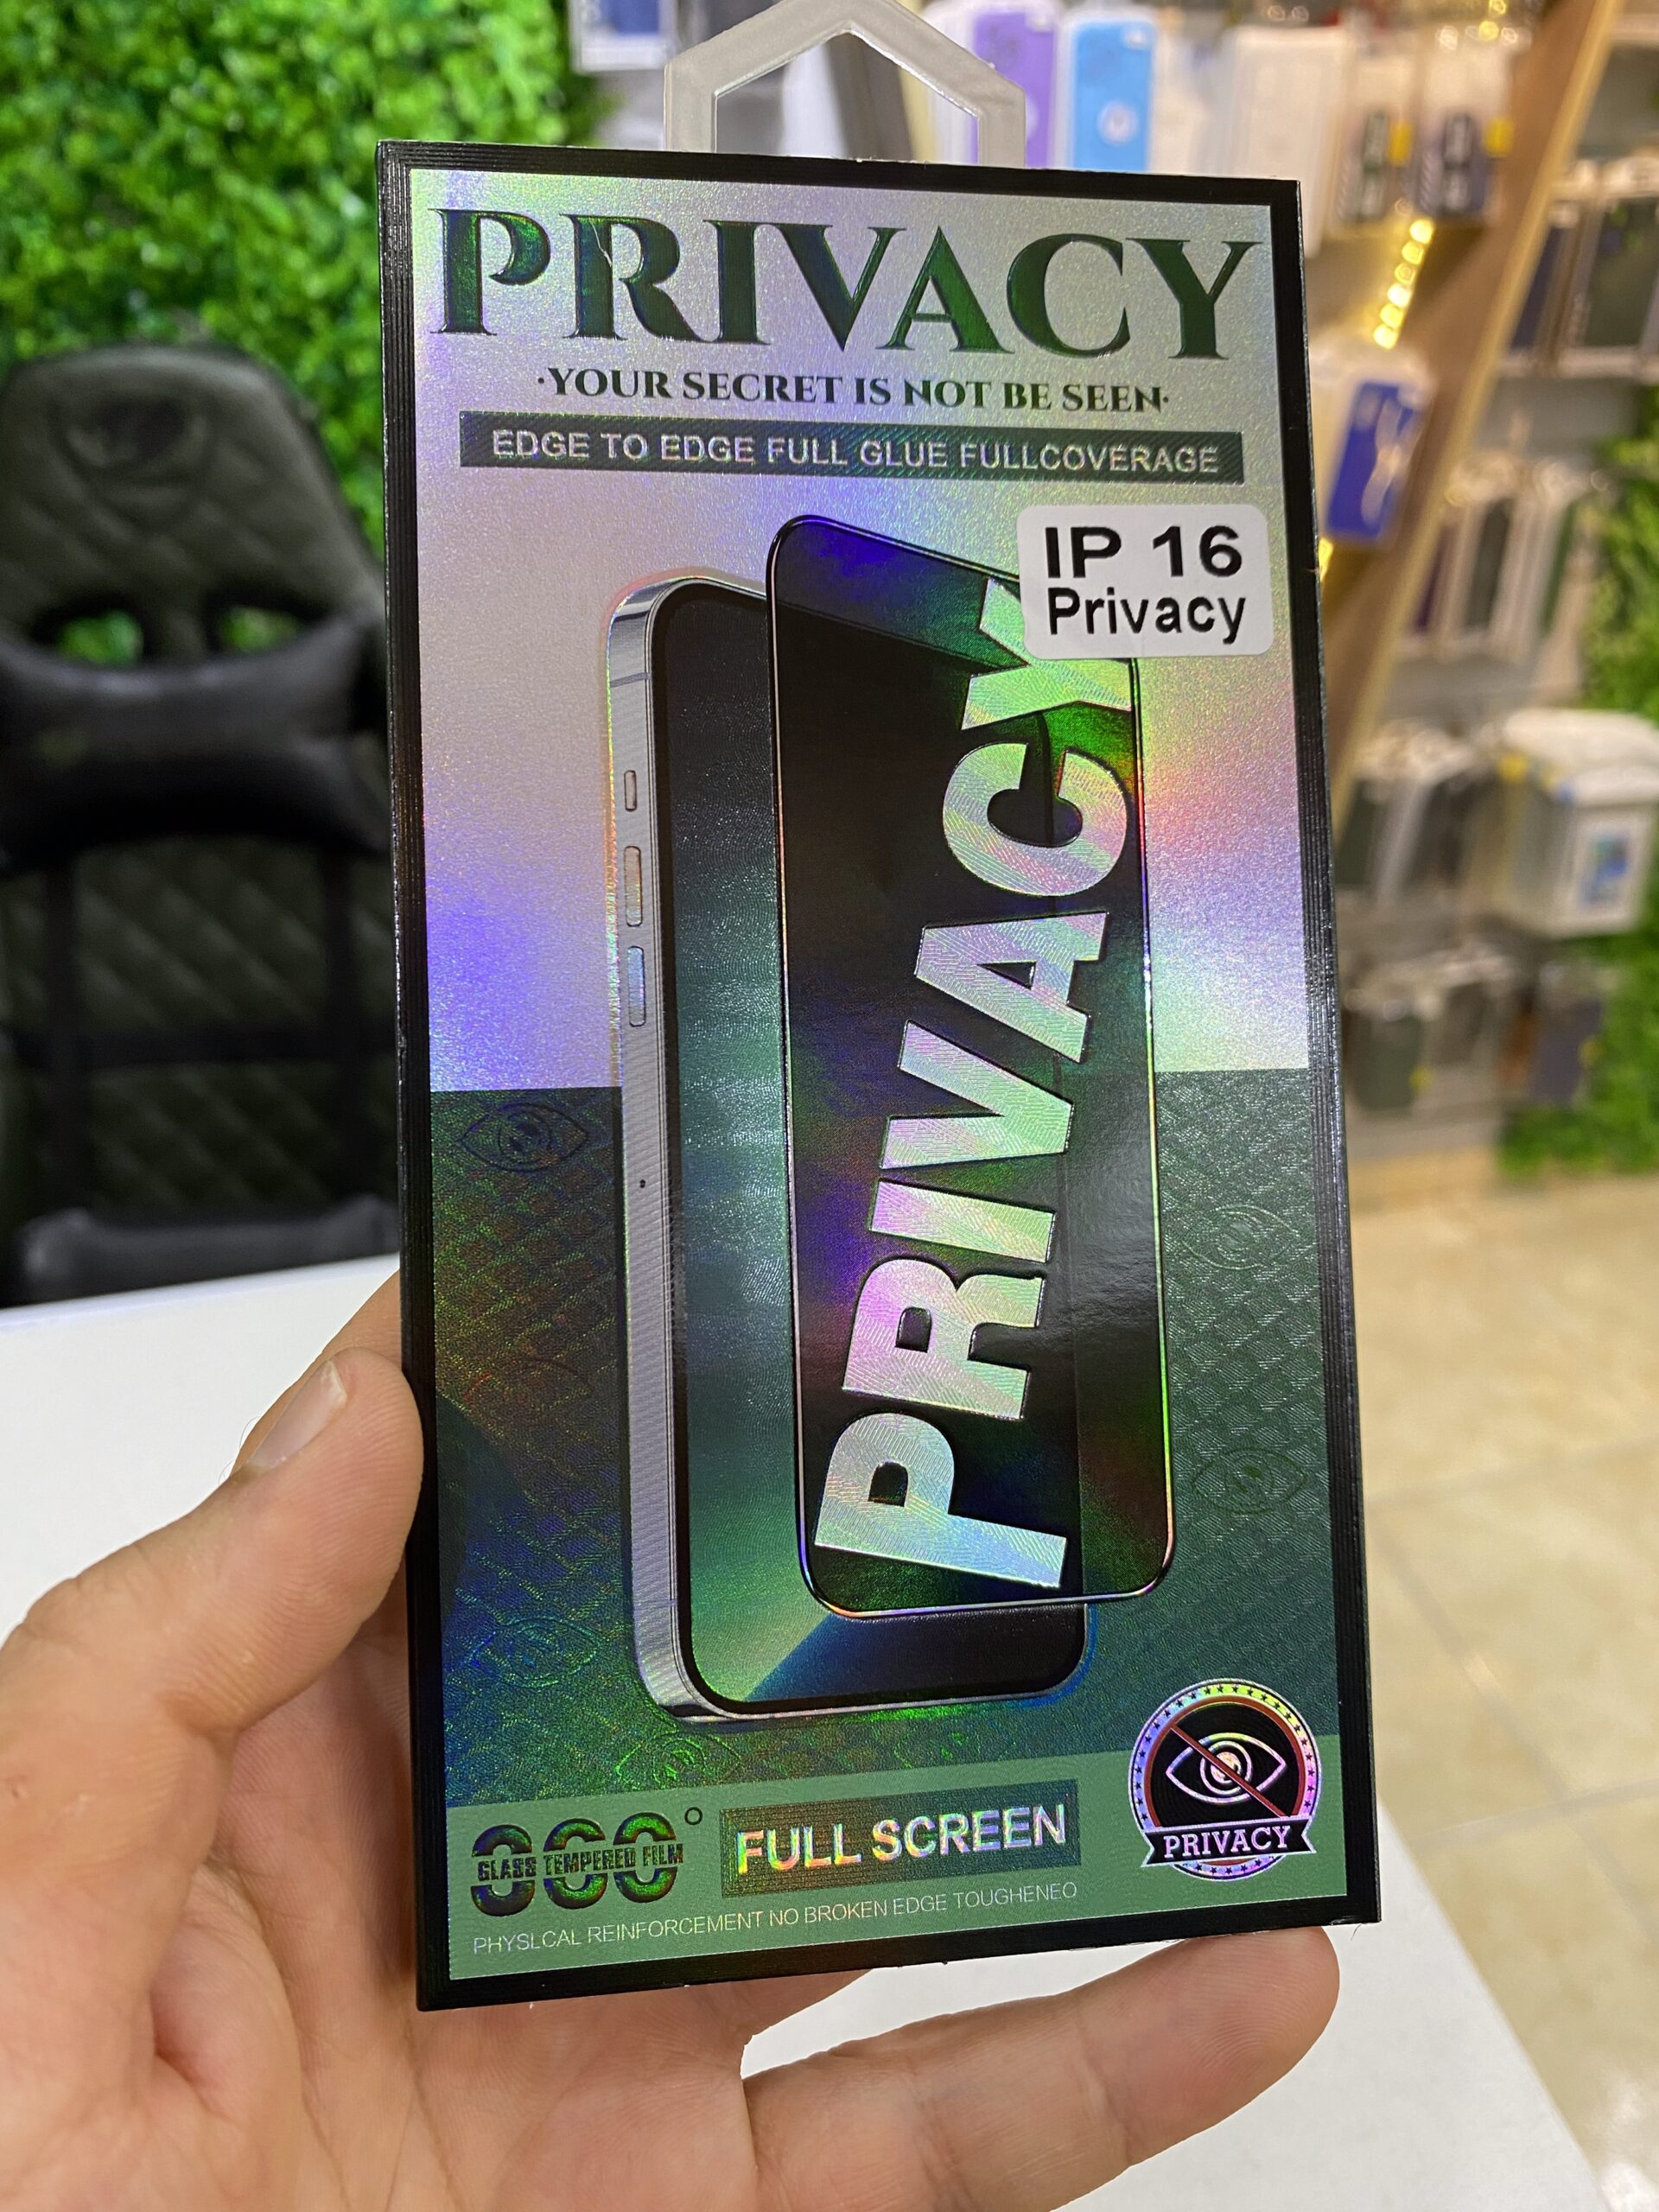 PRIVACY
·YOUR SECRET IS NOT BE SEEN·
EDGE TO EDGE FULL GLUE FULLCOVERAGE
IP 16
Privacy
PRIVACY
360°
GLASS TEMPERED FILM
FULL SCREEN
PHYSLCAL REINFORCEMENT NO BROKEN EDGE TOUGHENEO
PRIVACY